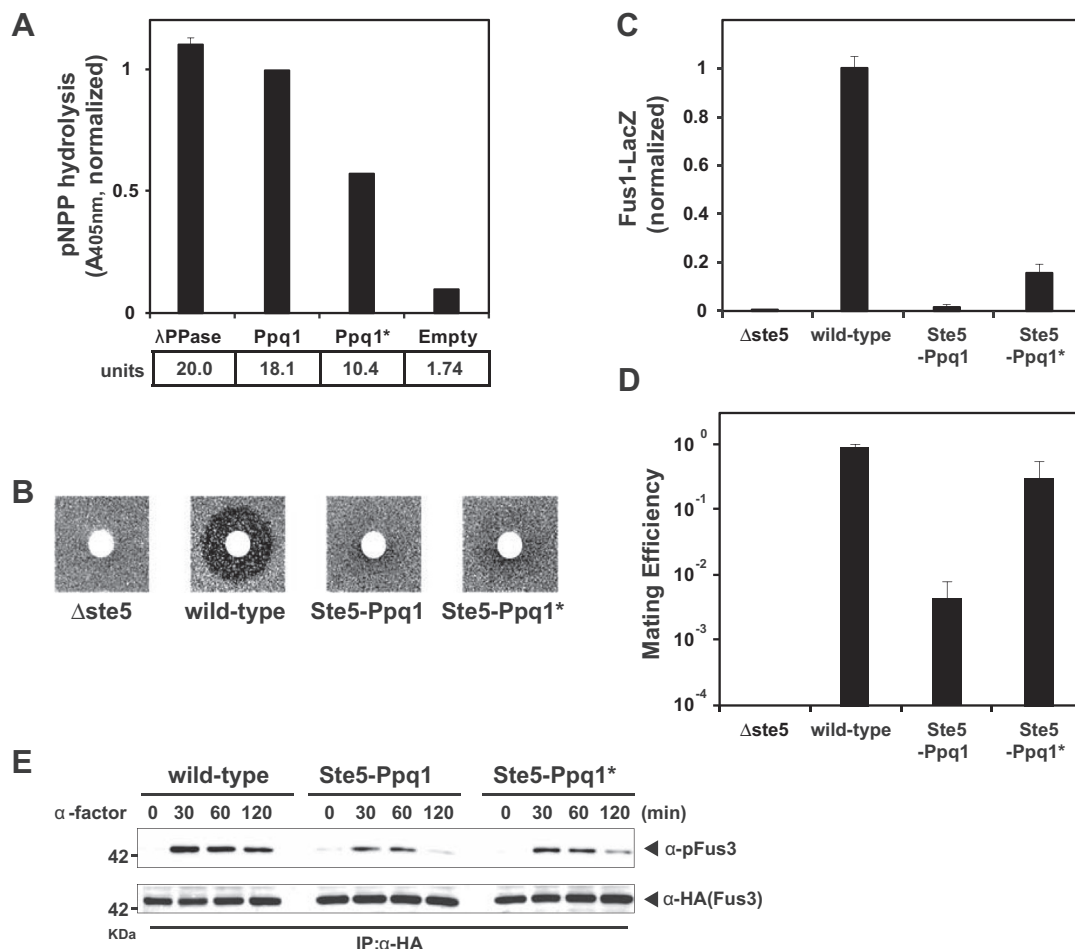 A
pNPP hydrolysis
(A405nm, normalized)
1
0.5
0
λPPase Ppq1 Ppq1* Empty
units 20.0 18.1 10.4 1.74
B
Δste5 wild-type Ste5-Ppq1 Ste5-Ppq1*
C
Fus1-LacZ
(normalized)
1
0.8
0.6
0.4
0.2
0
Δste5 wild-type Ste5 -Ppq1 Ste5 -Ppq1*
D
Mating Efficiency
10^0
10^-1
10^-2
10^-3
10^-4
Δste5 wild-type Ste5 -Ppq1 Ste5 -Ppq1*
E
wild-type Ste5-Ppq1 Ste5-Ppq1*
α-factor 0 30 60 120 0 30 60 120 0 30 60 120 (min)
42 α-pFus3
42 α-HA(Fus3)
KDa
IP:α-HA